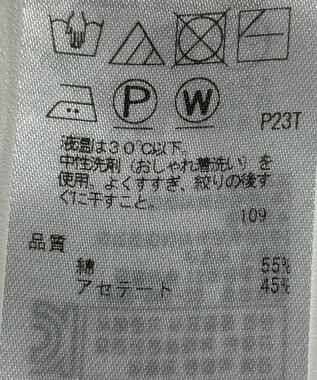 P W
P23T
液温は30℃以下。
中性洗剤(おしゃれ着洗い)を
使用。よくすすぎ、絞りの後す
ぐに干すこと。
109
品質
綿 55%
アセテート 45%